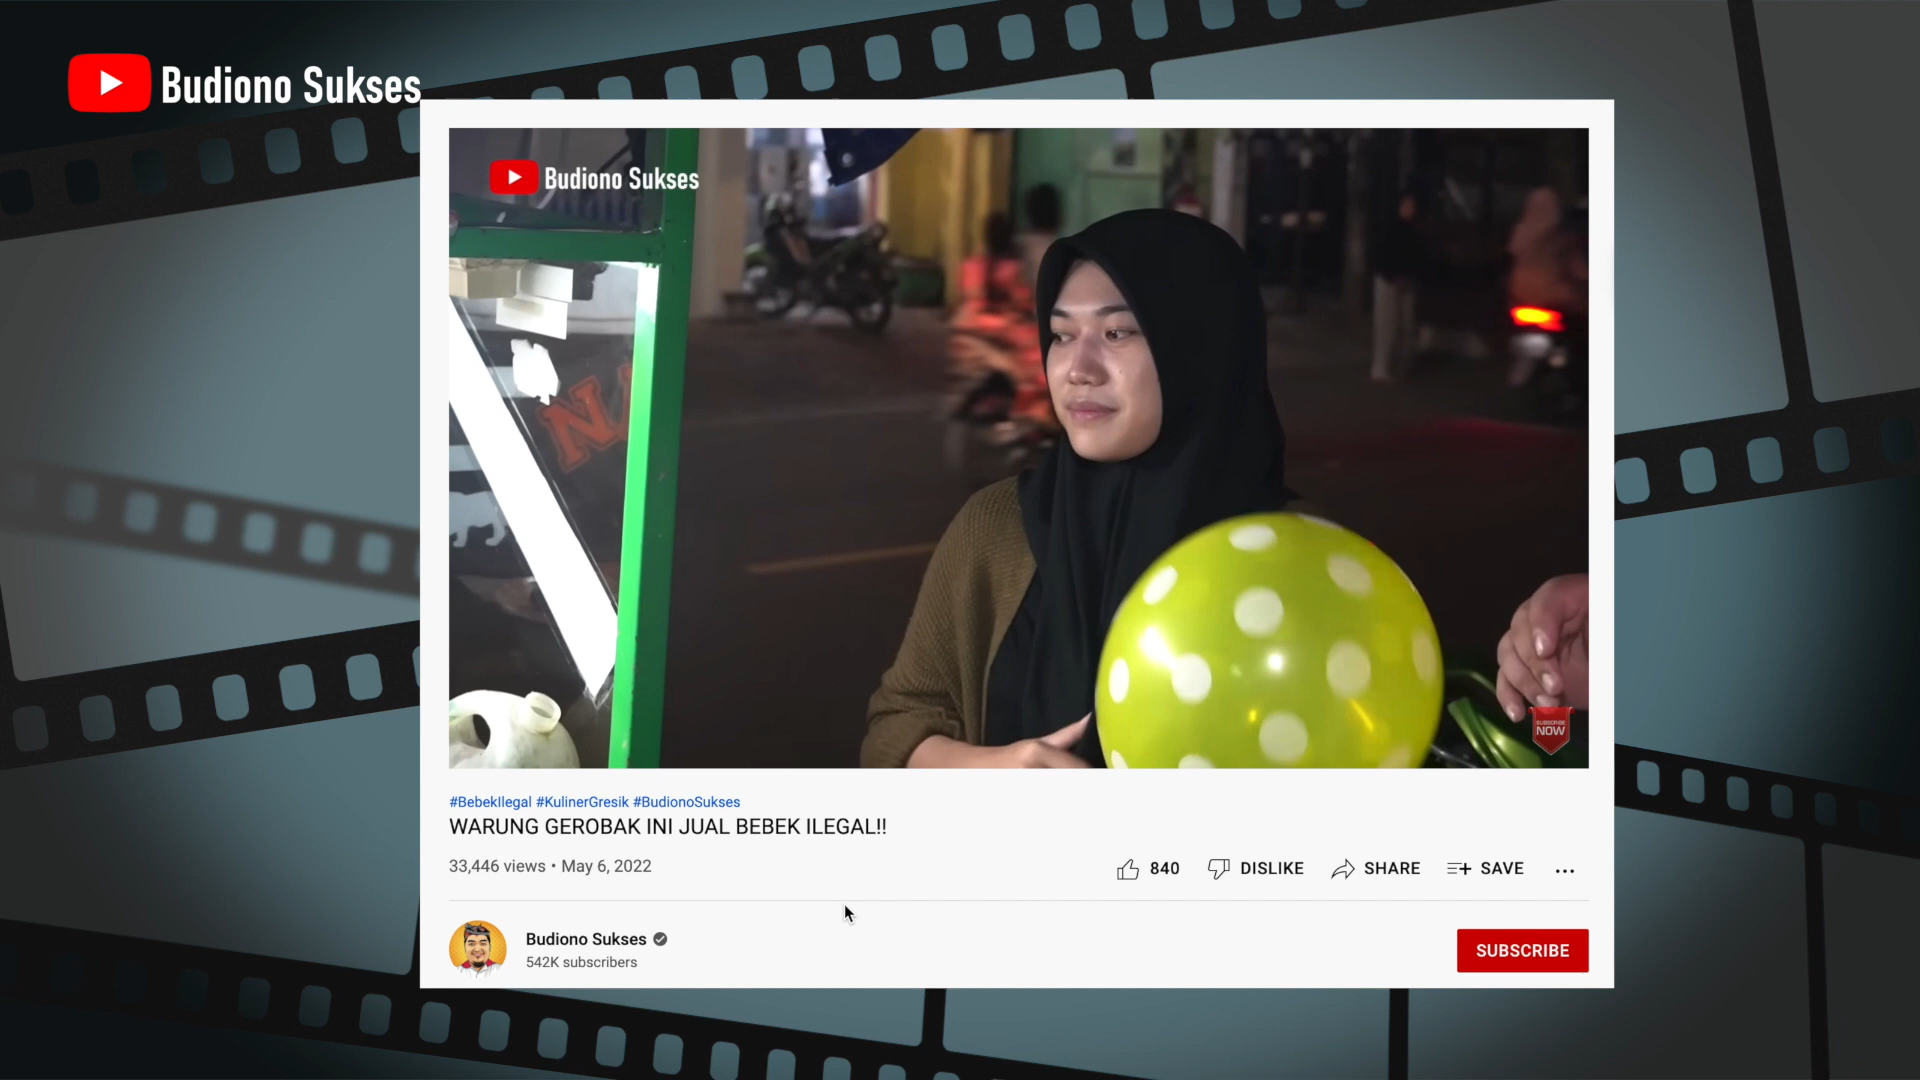 Budiono Sukses
Budiono Sukses
SUBSCRIBE
NOW
#BebekIlegal #KulinerGresik #BudionoSukses
WARUNG GEROBAK INI JUAL BEBEK ILEGAL!!
33,446 views • May 6, 2022
840 DISLIKE SHARE SAVE ...
Budiono Sukses
542K subscribers
SUBSCRIBE